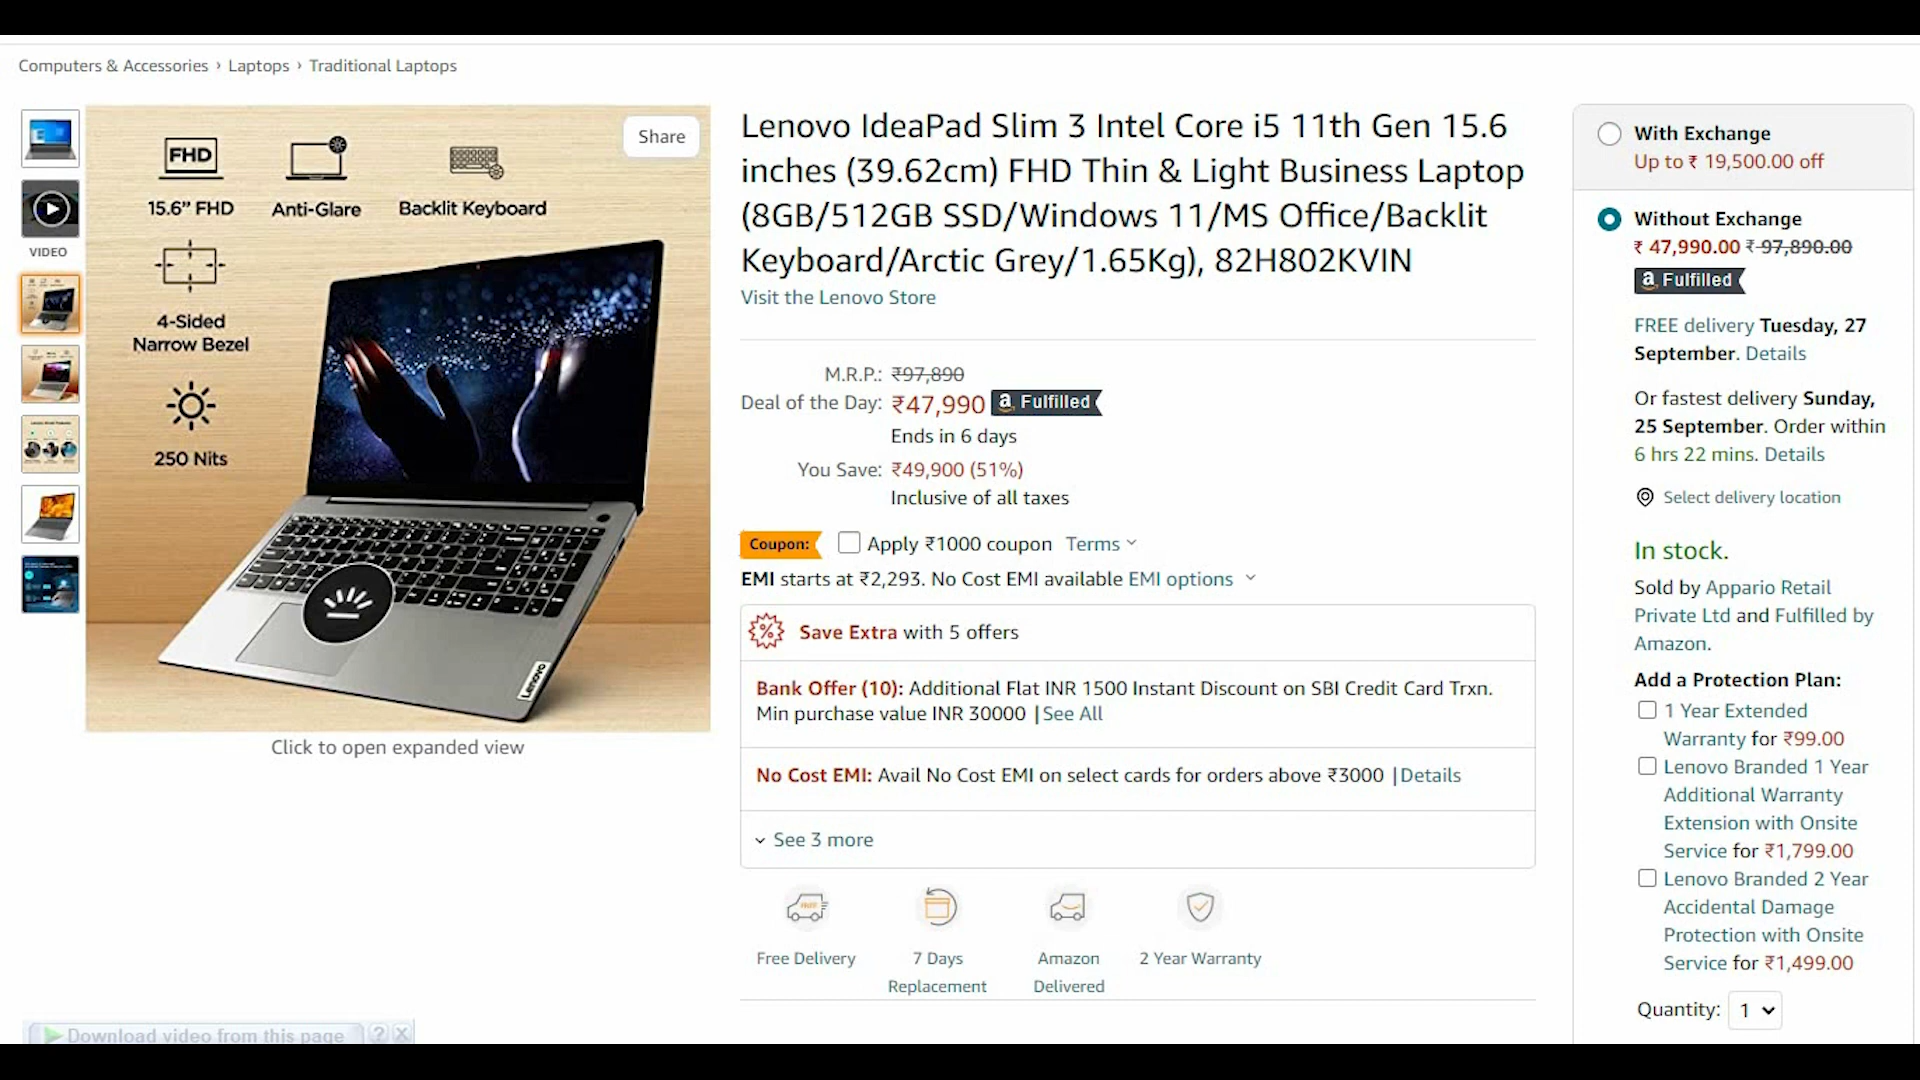 Computers & Accessories › Laptops › Traditional Laptops
Share
FHD
15.6” FHD
Anti-Glare
Backlit Keyboard
4-Sided
Narrow Bezel
250 Nits
Lenovo
VIDEO
Click to open expanded view
Lenovo IdeaPad Slim 3 Intel Core i5 11th Gen 15.6
inches (39.62cm) FHD Thin & Light Business Laptop
(8GB/512GB SSD/Windows 11/MS Office/Backlit
Keyboard/Arctic Grey/1.65Kg), 82H802KVIN
Visit the Lenovo Store
M.R.P.: ₹97,890
Deal of the Day: ₹47,990 a Fulfilled
Ends in 6 days
You Save: ₹49,900 (51%)
Inclusive of all taxes
Coupon: Apply ₹1000 coupon Terms
EMI starts at ₹2,293. No Cost EMI available EMI options
Save Extra with 5 offers
Bank Offer (10): Additional Flat INR 1500 Instant Discount on SBI Credit Card Trxn.
Min purchase value INR 30000 | See All
No Cost EMI: Avail No Cost EMI on select cards for orders above ₹3000 | Details
See 3 more
Free Delivery
7 Days
Replacement
Amazon
Delivered
2 Year Warranty
With Exchange
Up to ₹ 19,500.00 off
Without Exchange
₹ 47,990.00 ₹ 97,890.00
a Fulfilled
FREE delivery Tuesday, 27
September. Details
Or fastest delivery Sunday,
25 September. Order within
6 hrs 22 mins. Details
Select delivery location
In stock.
Sold by Appario Retail
Private Ltd and Fulfilled by
Amazon.
Add a Protection Plan:
1 Year Extended
Warranty for ₹99.00
Lenovo Branded 1 Year
Additional Warranty
Extension with Onsite
Service for ₹1,799.00
Lenovo Branded 2 Year
Accidental Damage
Protection with Onsite
Service for ₹1,499.00
Quantity: 1
Download video from this page ? X